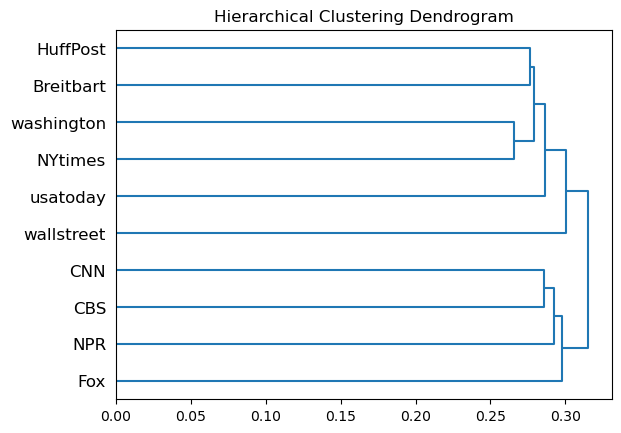 Hierarchical Clustering Dendrogram
HuffPost
Breitbart
washington
NYtimes
usatoday
wallstreet
CNN
CBS
NPR
Fox
0.00 0.05 0.10 0.15 0.20 0.25 0.30